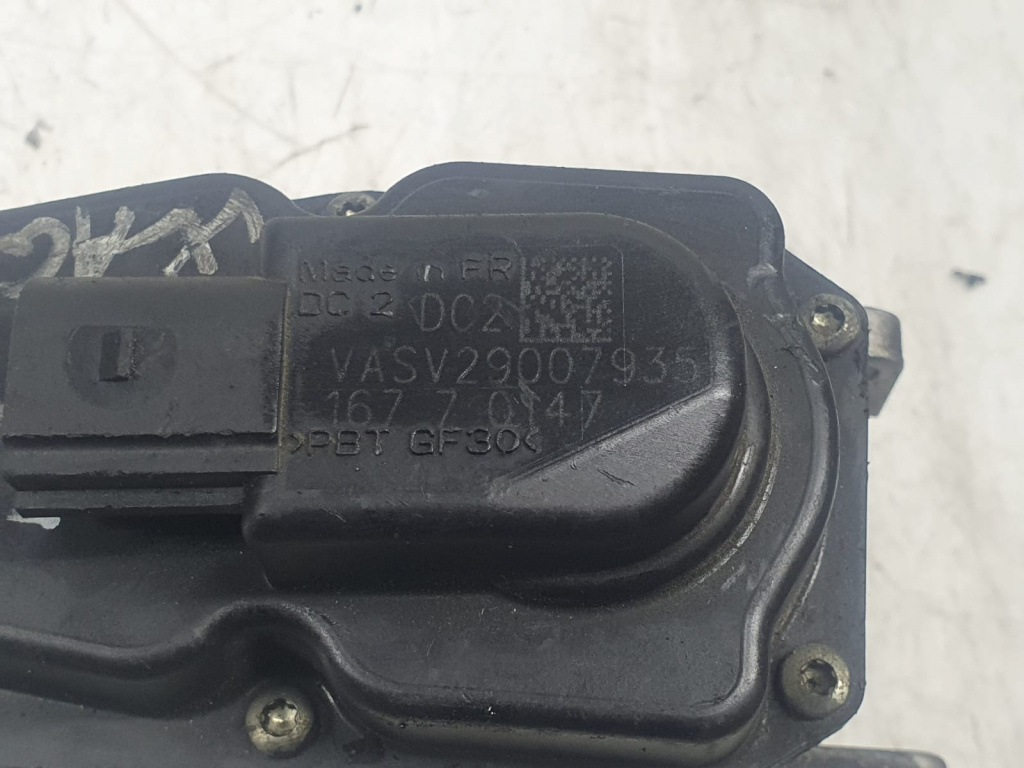 Made in FR
DC 2 DC2
VASV29007935
167 7 0147
>PBT GF30<